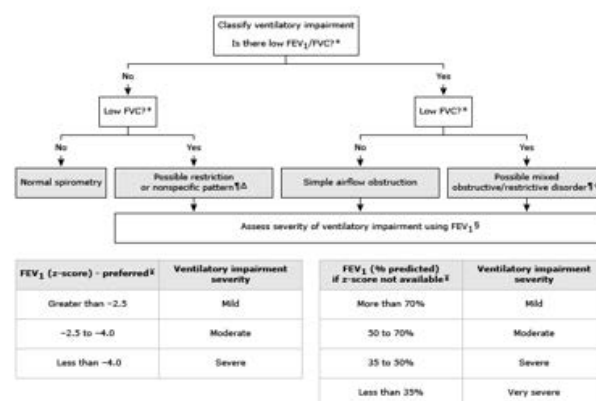 Classify ventilatory impairment
Is there low FEV₁/FVC?*
No
Yes
Low FVC?*
Low FVC?*
No
Yes
No
Yes
Normal spirometry
Possible restriction
or nonspecific pattern¶Δ
Simple airflow obstruction
Possible mixed
obstructive/restrictive disorder¶
Assess severity of ventilatory impairment using FEV₁§
FEV₁ (z-score) – preferred¥
Ventilatory impairment
severity
Greater than −2.5
Mild
−2.5 to −4.0
Moderate
Less than −4.0
Severe
FEV₁ (% predicted)
if z-score not available¥
Ventilatory impairment
severity
More than 70%
Mild
50 to 70%
Moderate
35 to 50%
Severe
Less than 35%
Very severe